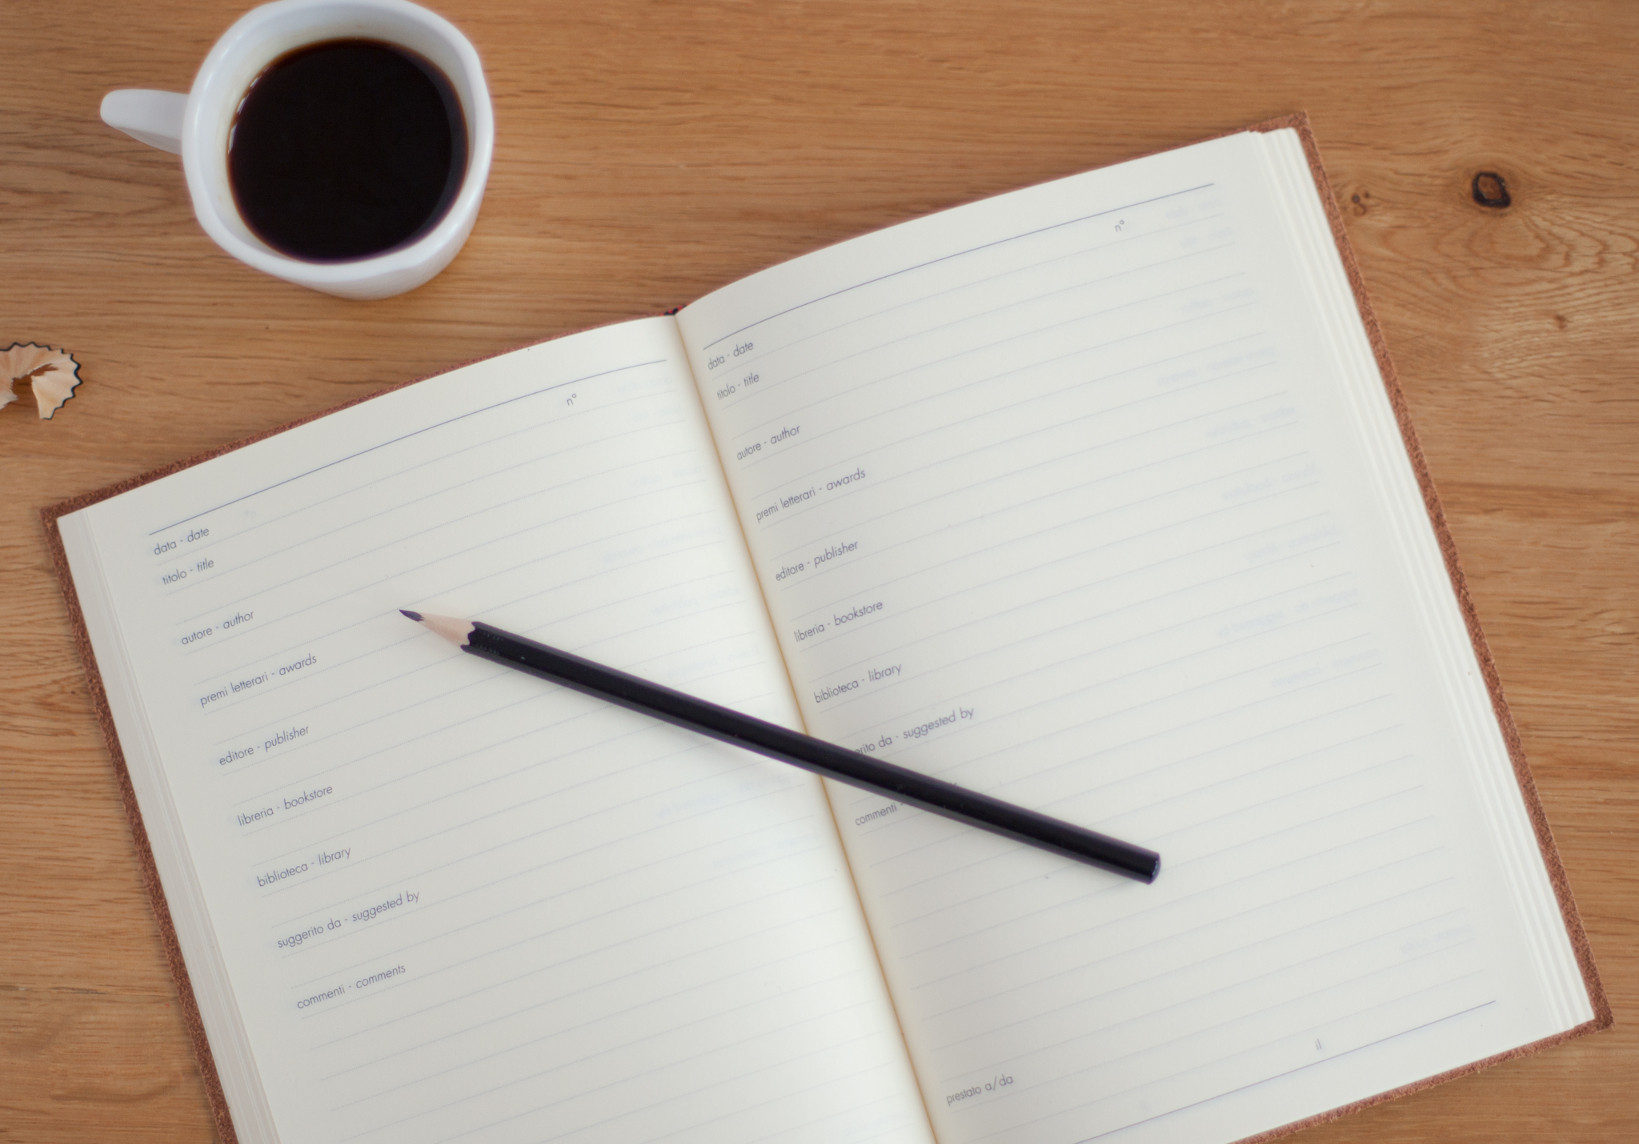 n°
data - date
titolo - title
autore - author
premi letterari - awards
editore - publisher
libreria - bookstore
biblioteca - library
suggerito da - suggested by
commenti - comments
n°
data - date
titolo - title
autore - author
premi letterari - awards
editore - publisher
libreria - bookstore
biblioteca - library
da - suggested by
commenti -
prestato a/da
il